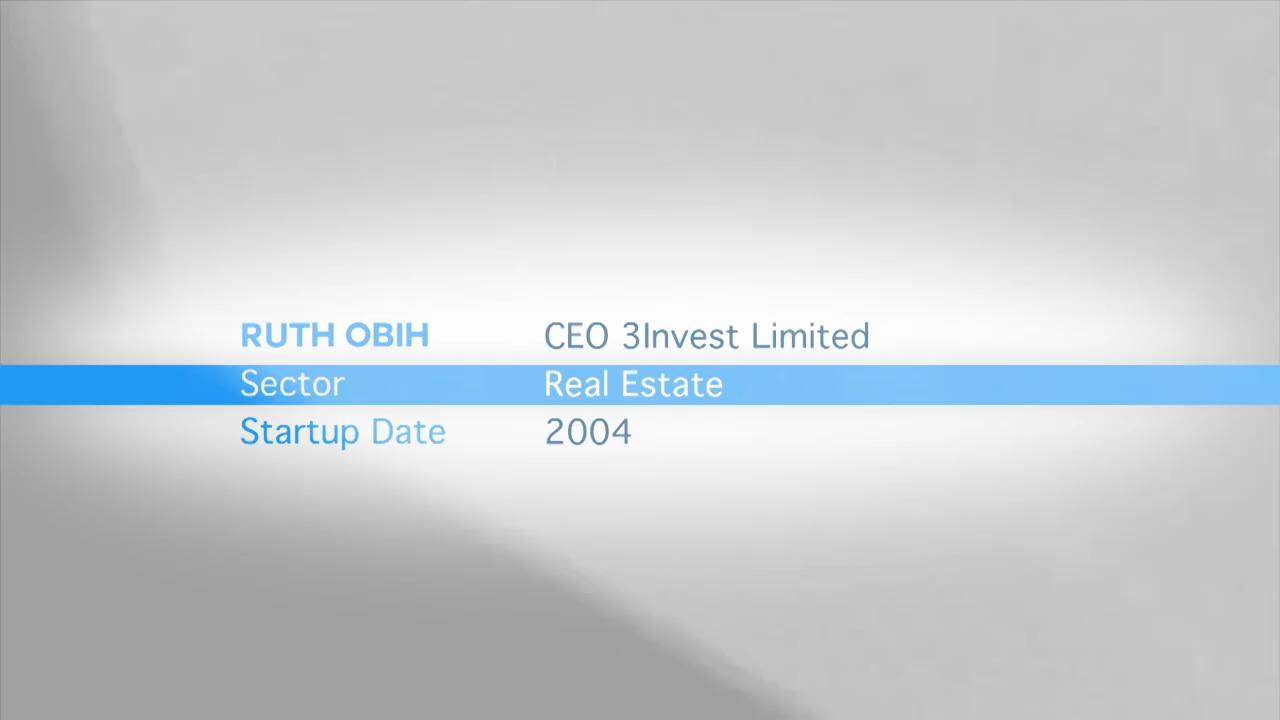 RUTH OBIH CEO 3Invest Limited
Sector Real Estate
Startup Date 2004